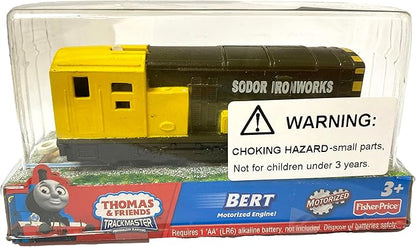 SODOR IRONWORKS
WARNING:
CHOKING HAZARD-small parts,
Not for children under 3 years.
THOMAS
& FRIENDS
TRACKMASTER
BERT
Motorized Engine!
MOTORIZED
3+
Fisher-Price
Requires 1 "AA" (LR6) alkaline battery, not included. Dispose of batteries safely.